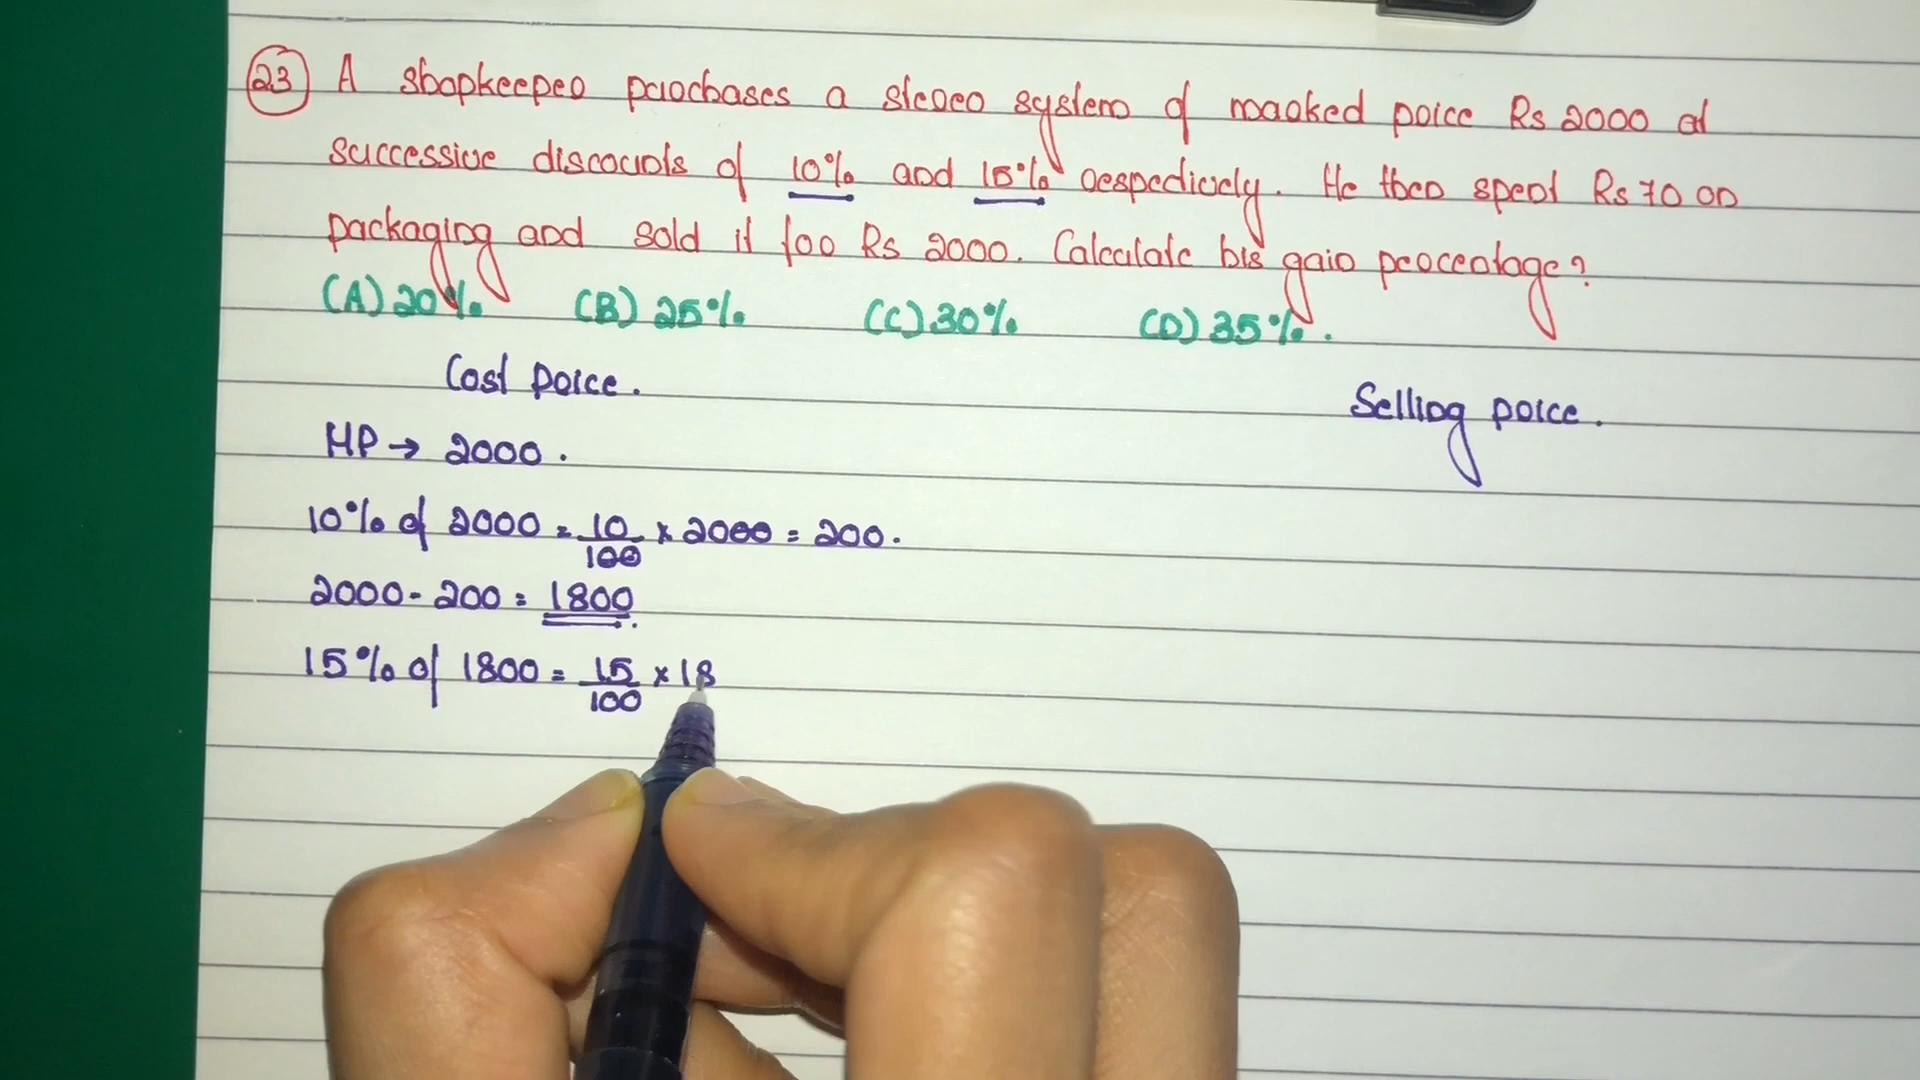 23 A shopkeeper purchases a stereo system of marked price Rs 2000 at
successive discounts of 10% and 15% respectively. He then spent Rs 70 on
packaging and sold it for Rs 2000. Calculate his gain percentage?
(A) 20% (B) 25% (C) 30% (D) 35%.
Cost price. Selling price.
MP → 2000.
10% of 2000 = 10/100 × 2000 = 200.
2000 - 200 = 1800.
15% of 1800 = 15/100 × 18